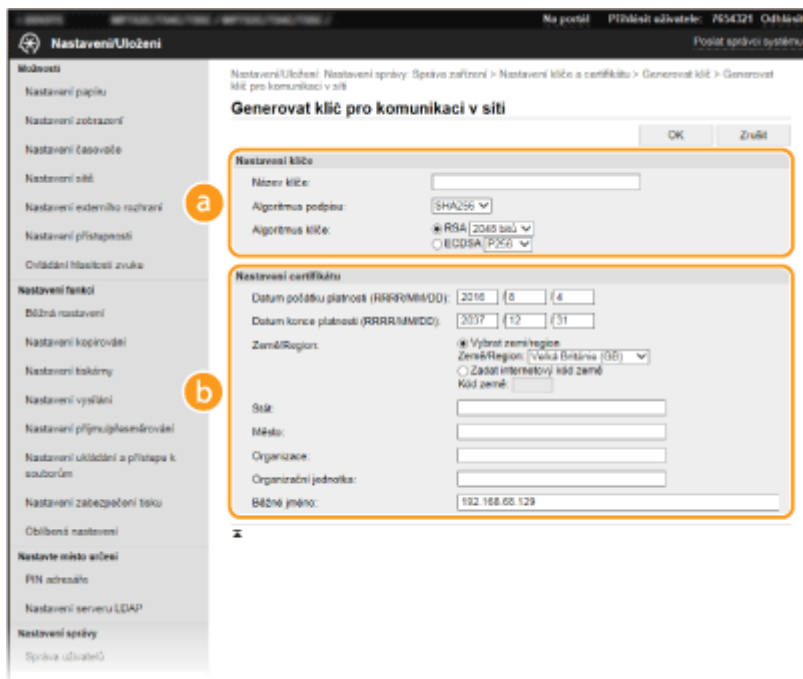 Na portál Přihlásit uživatele: 7654321 Odhlásit
Nastavení/Uložení
Poslat správci systému
Možnosti
Nastavení papíru
Nastavení zobrazení
Nastavení časovače
Nastavení sítě
Nastavení externího rozhraní
Nastavení přístupnosti
Ovládání hlasitosti zvuku
Nastavení funkcí
Běžná nastavení
Nastavení kopírování
Nastavení tiskárny
Nastavení vysílání
Nastavení příjmu/přesměrování
Nastavení ukládání a přístupu k
souborům
Nastavení zabezpečení tisku
Oblíbená nastavení
Nastavte místo určení
PIN adresáře
Nastavení serveru LDAP
Nastavení správy
Správa uživatelů
Nastavení/Uložení: Nastavení správy: Správa zařízení > Nastavení klíče a certifikátu > Generovat klíč > Generovat
klíč pro komunikaci v síti
Generovat klíč pro komunikaci v síti
OK Zrušit
a
Nastavení klíče
Název klíče:
Algoritmus podpisu: SHA256
Algoritmus klíče: RSA 2048 bitů
ECDSA P256
b
Nastavení certifikátu
Datum počátku platnosti (RRRR/MM/DD): 2016 / 8 / 4
Datum konce platnosti (RRRR/MM/DD): 2037 / 12 / 31
Země/Region: Vybrat zemi/region
Země/Region: Velká Británie (GB)
Zadat internetový kód země
Kód země:
Stát:
Město:
Organizace:
Organizační jednotka:
Běžné jméno: 192.168.68.129